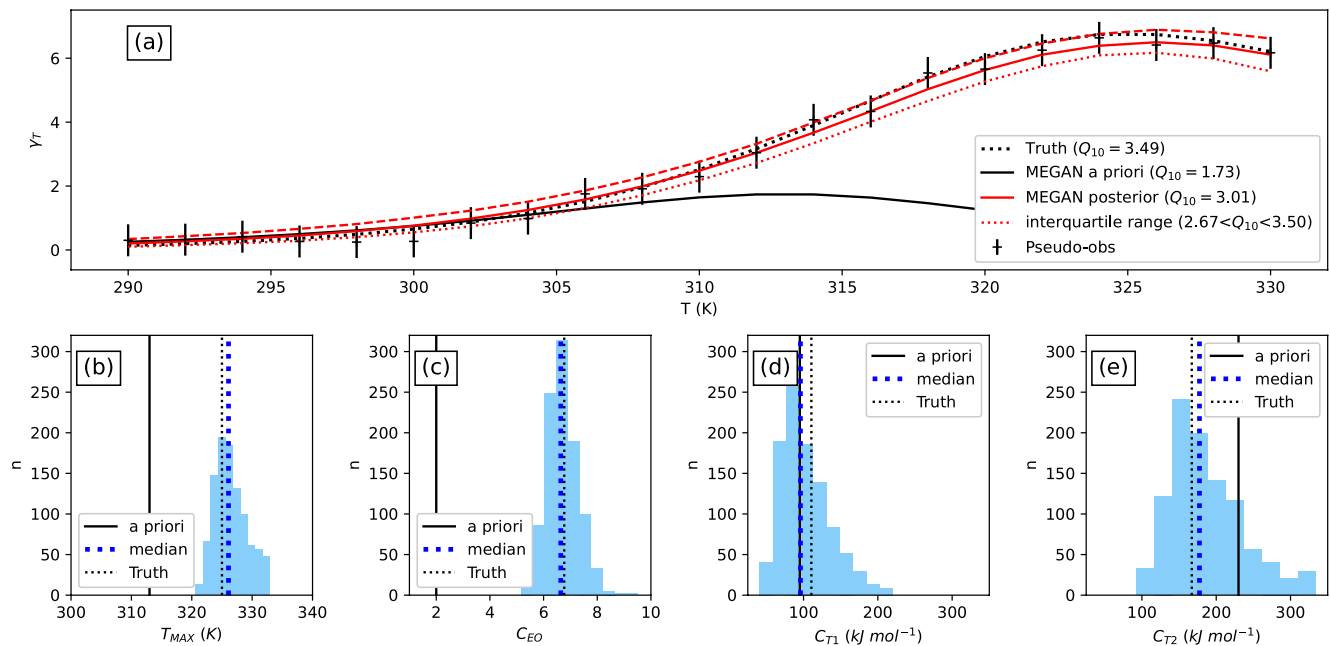 (a)
6
4
2
0
γ_T
Truth (Q₁₀ = 3.49)
MEGAN a priori (Q₁₀ = 1.73)
MEGAN posterior (Q₁₀ = 3.01)
interquartile range (2.67<Q₁₀<3.50)
Pseudo-obs
290 295 300 305 310 315 320 325 330
T (K)
(b)
300
250
200
150
100
50
0
n
a priori
median
Truth
300 310 320 330 340
T_MAX (K)
(c)
300
250
200
150
100
50
0
n
a priori
median
Truth
2 4 6 8 10
C_EO
(d)
300
250
200
150
100
50
0
n
a priori
median
Truth
100 200 300
C_T1 (kJ mol⁻¹)
(e)
300
250
200
150
100
50
0
n
a priori
median
Truth
100 200 300
C_T2 (kJ mol⁻¹)